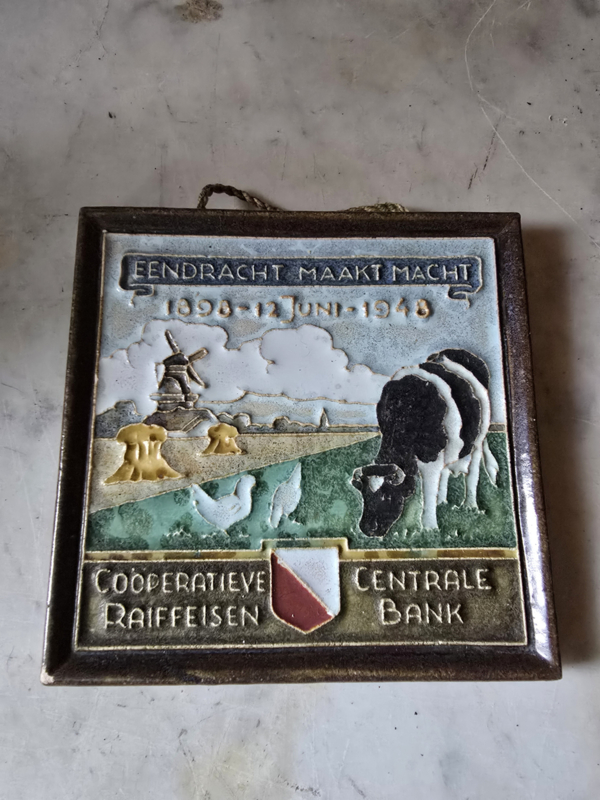 EENDRACHT MAAKT MACHT
1898-12 JUNI-1948
COÖPERATIEVE CENTRALE
RAIFFEISEN BANK